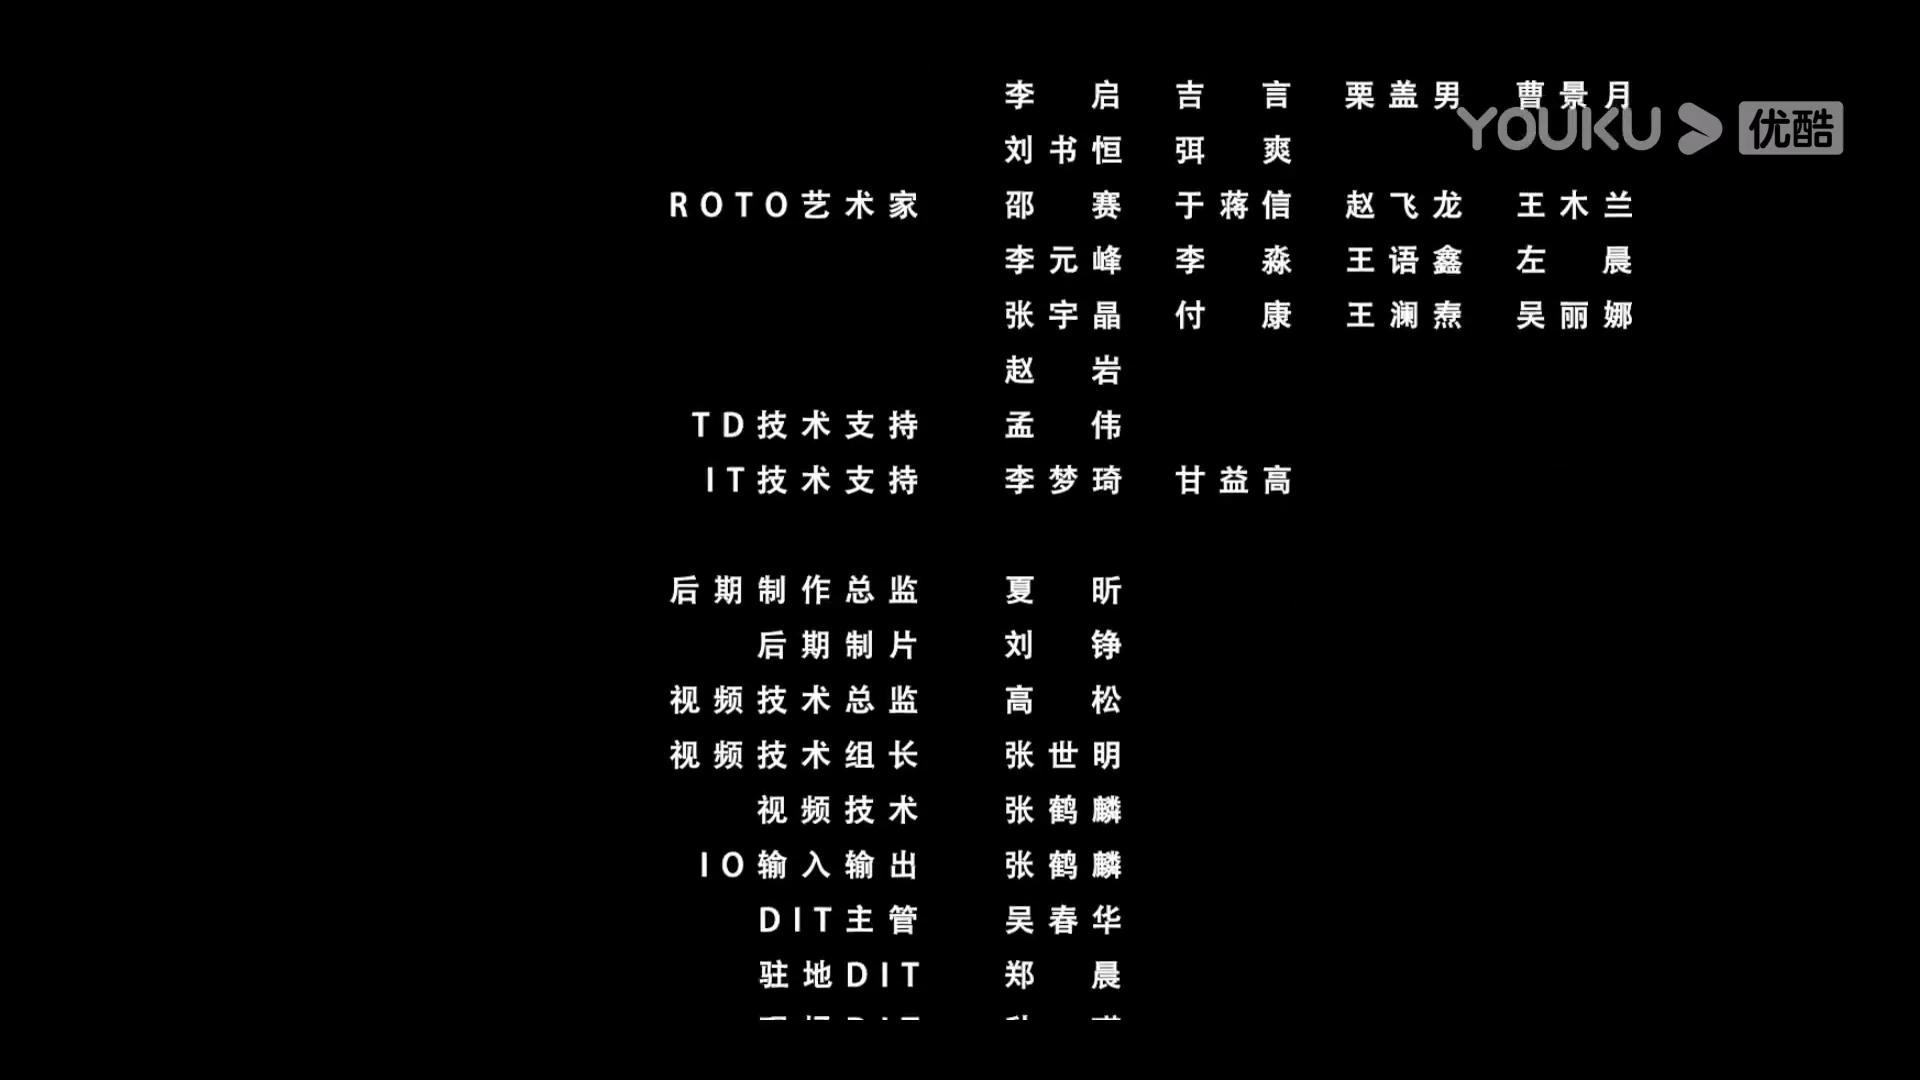 李启 吉言 栗盖男 曹景月
YOUKU 优酷
刘书恒 弭爽
ROTO艺术家 邵赛 于蒋信 赵飞龙 王木兰
李元峰 李淼 王语鑫 左晨
张宇晶 付康 王澜焘 吴丽娜
赵岩
TD技术支持 孟伟
IT技术支持 李梦琦 甘益高
后期制作总监 夏昕
后期制片 刘铮
视频技术总监 高松
视频技术组长 张世明
视频技术 张鹤麟
IO输入输出 张鹤麟
DIT主管 吴春华
驻地DIT 郑晨